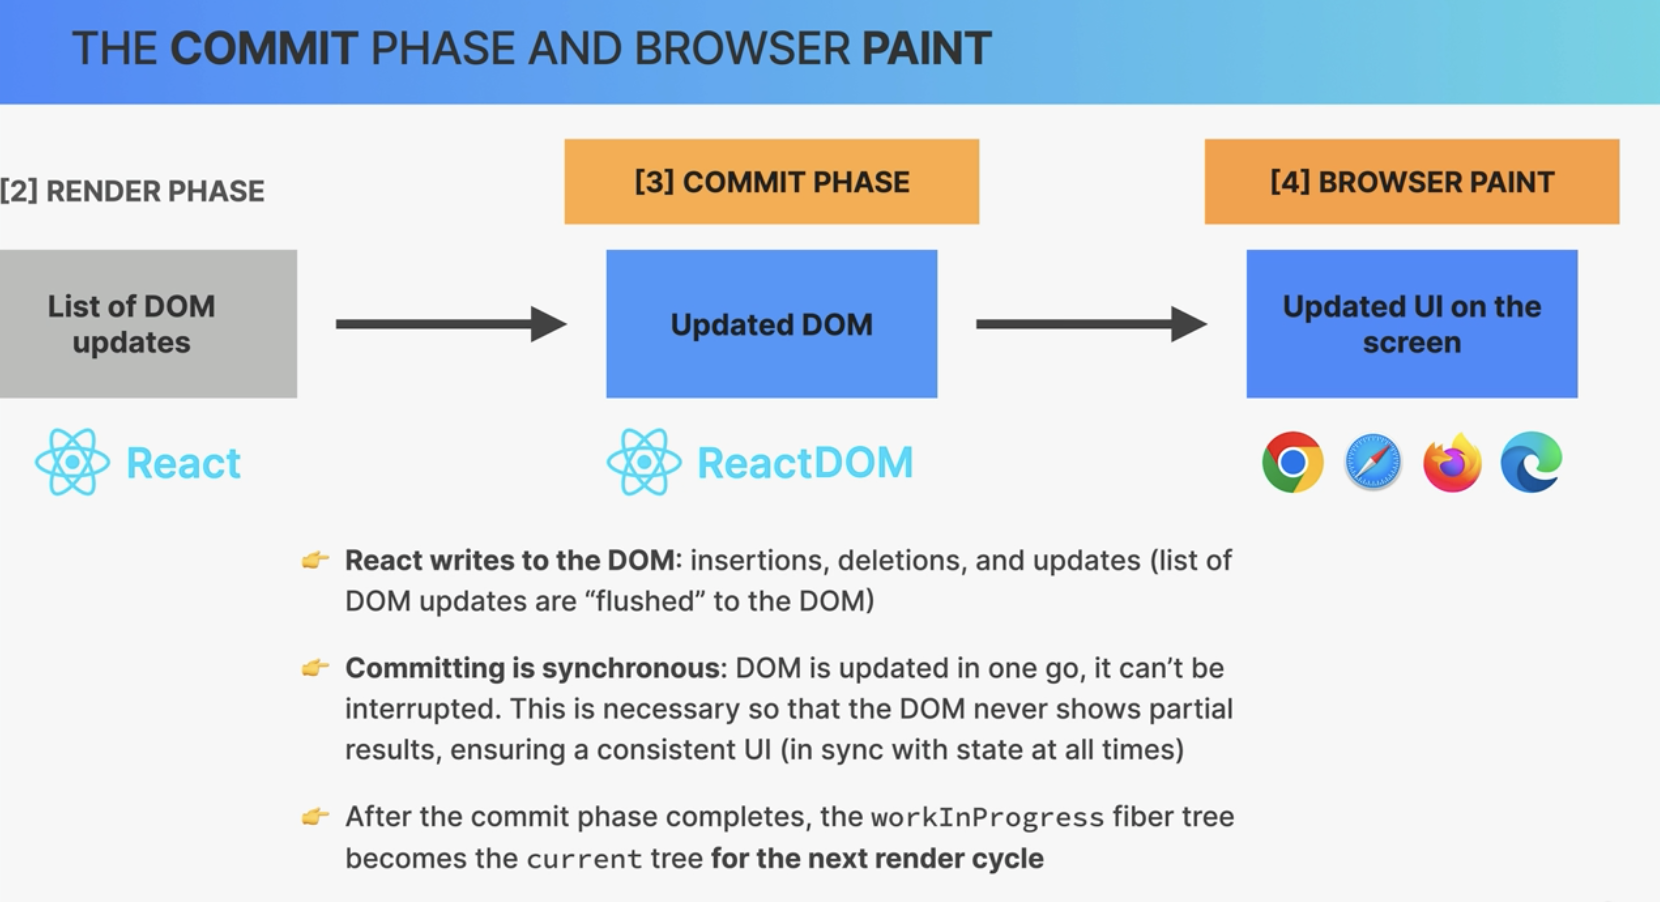 THE COMMIT PHASE AND BROWSER PAINT
[2] RENDER PHASE
[3] COMMIT PHASE
[4] BROWSER PAINT
List of DOM
updates
Updated DOM
Updated UI on the
screen
React
ReactDOM
React writes to the DOM: insertions, deletions, and updates (list of
DOM updates are “flushed” to the DOM)
Committing is synchronous: DOM is updated in one go, it can’t be
interrupted. This is necessary so that the DOM never shows partial
results, ensuring a consistent UI (in sync with state at all times)
After the commit phase completes, the workInProgress fiber tree
becomes the current tree for the next render cycle